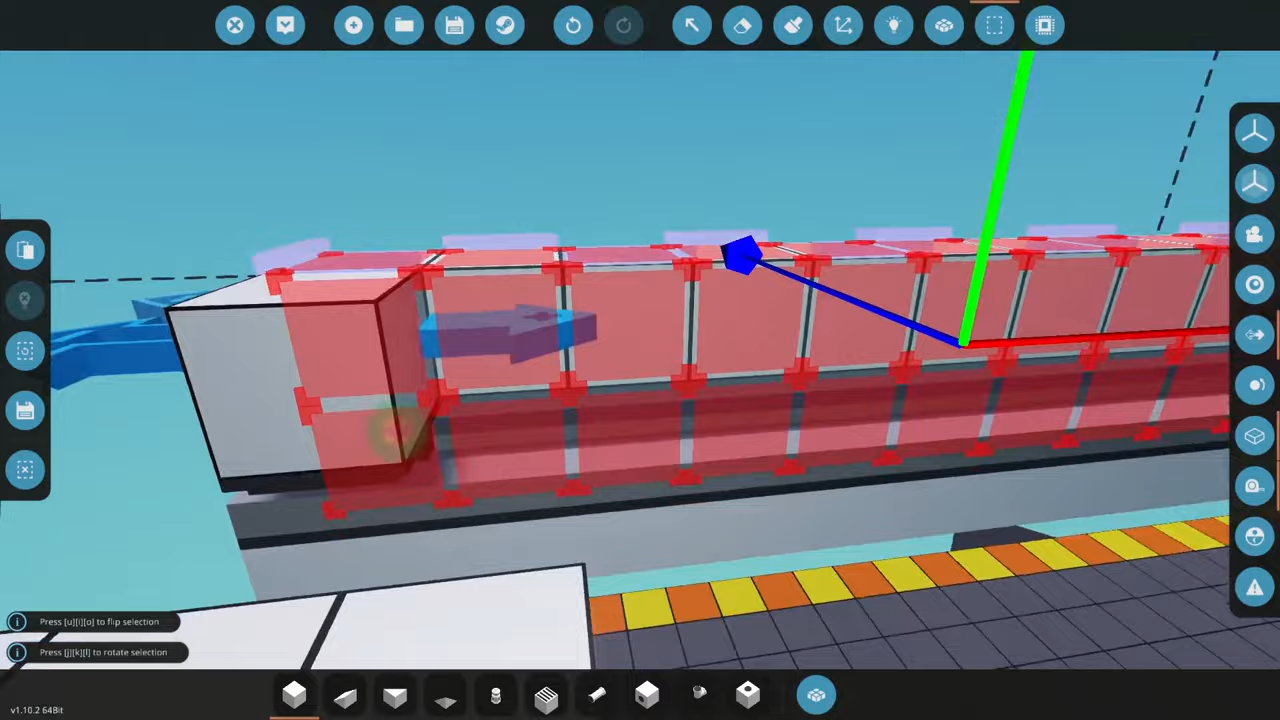 Press [u][i][o] to flip selection
Press [j][k][l] to rotate selection
v1.10.2 64Bit